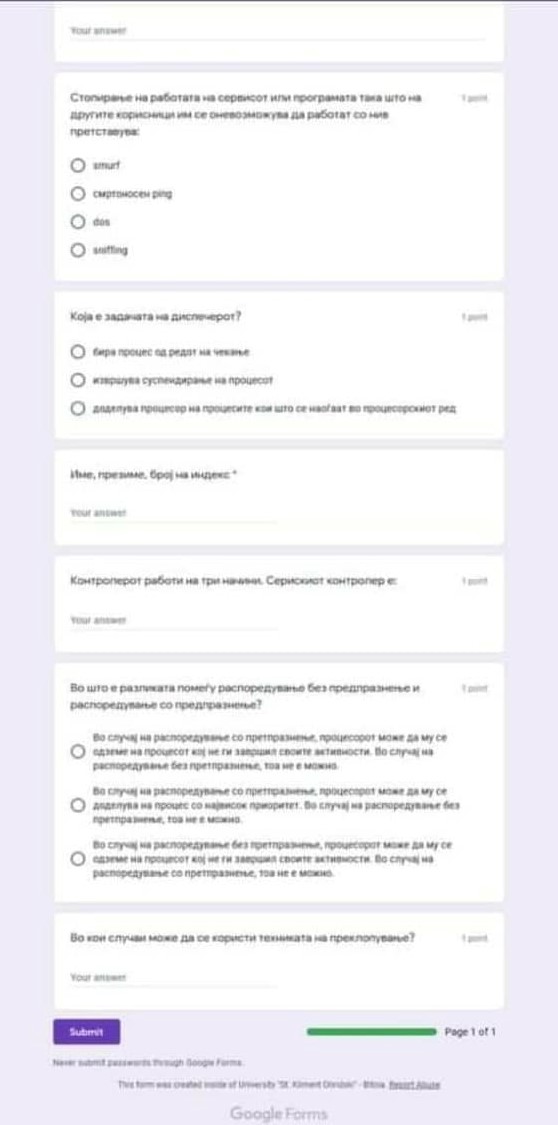 Your answer
Стопирање на работата на сервисот или програмата така што на
1 point
другите корисници им се оневозможува да работат со нив
претставува:
smurf
смртоносен ping
dos
sniffing
Која е задачата на диспечерот?
1 point
бира процес од редот на чекање
извршува суспендирање на процесот
доделува процесор на процесите кои што се наоѓаат во процесорскиот ред
Име, презиме, број на индекс *
Your answer
Контролерот работи на три начини. Серискиот контролер е:
1 point
Your answer
Во што е разликата помеѓу распоредување без предпразнење и
1 point
распоредување со предпразнење?
Во случај на распоредување со претпразнење, процесорот може да му се
одземе на процесот кој не ги завршил своите активности. Во случај на
распоредување без претпразнење, тоа не е можно.
Во случај на распоредување со претпразнење, процесорот може да му се
доделува на процес со највисок приоритет. Во случај на распоредување без
претпразнење, тоа не е можно.
Во случај на распоредување без претпразнење, процесорот може да му се
одземе на процесот кој не ги завршил своите активности. Во случај на
распоредување со претпразнење, тоа не е можно.
Во кои случаи може да се користи техниката на преклопување?
1 point
Your answer
Submit
Page 1 of 1
Never submit passwords through Google Forms.
This form was created inside of University "St. Kliment Ohridski" - Bitola. Report Abuse
Google Forms